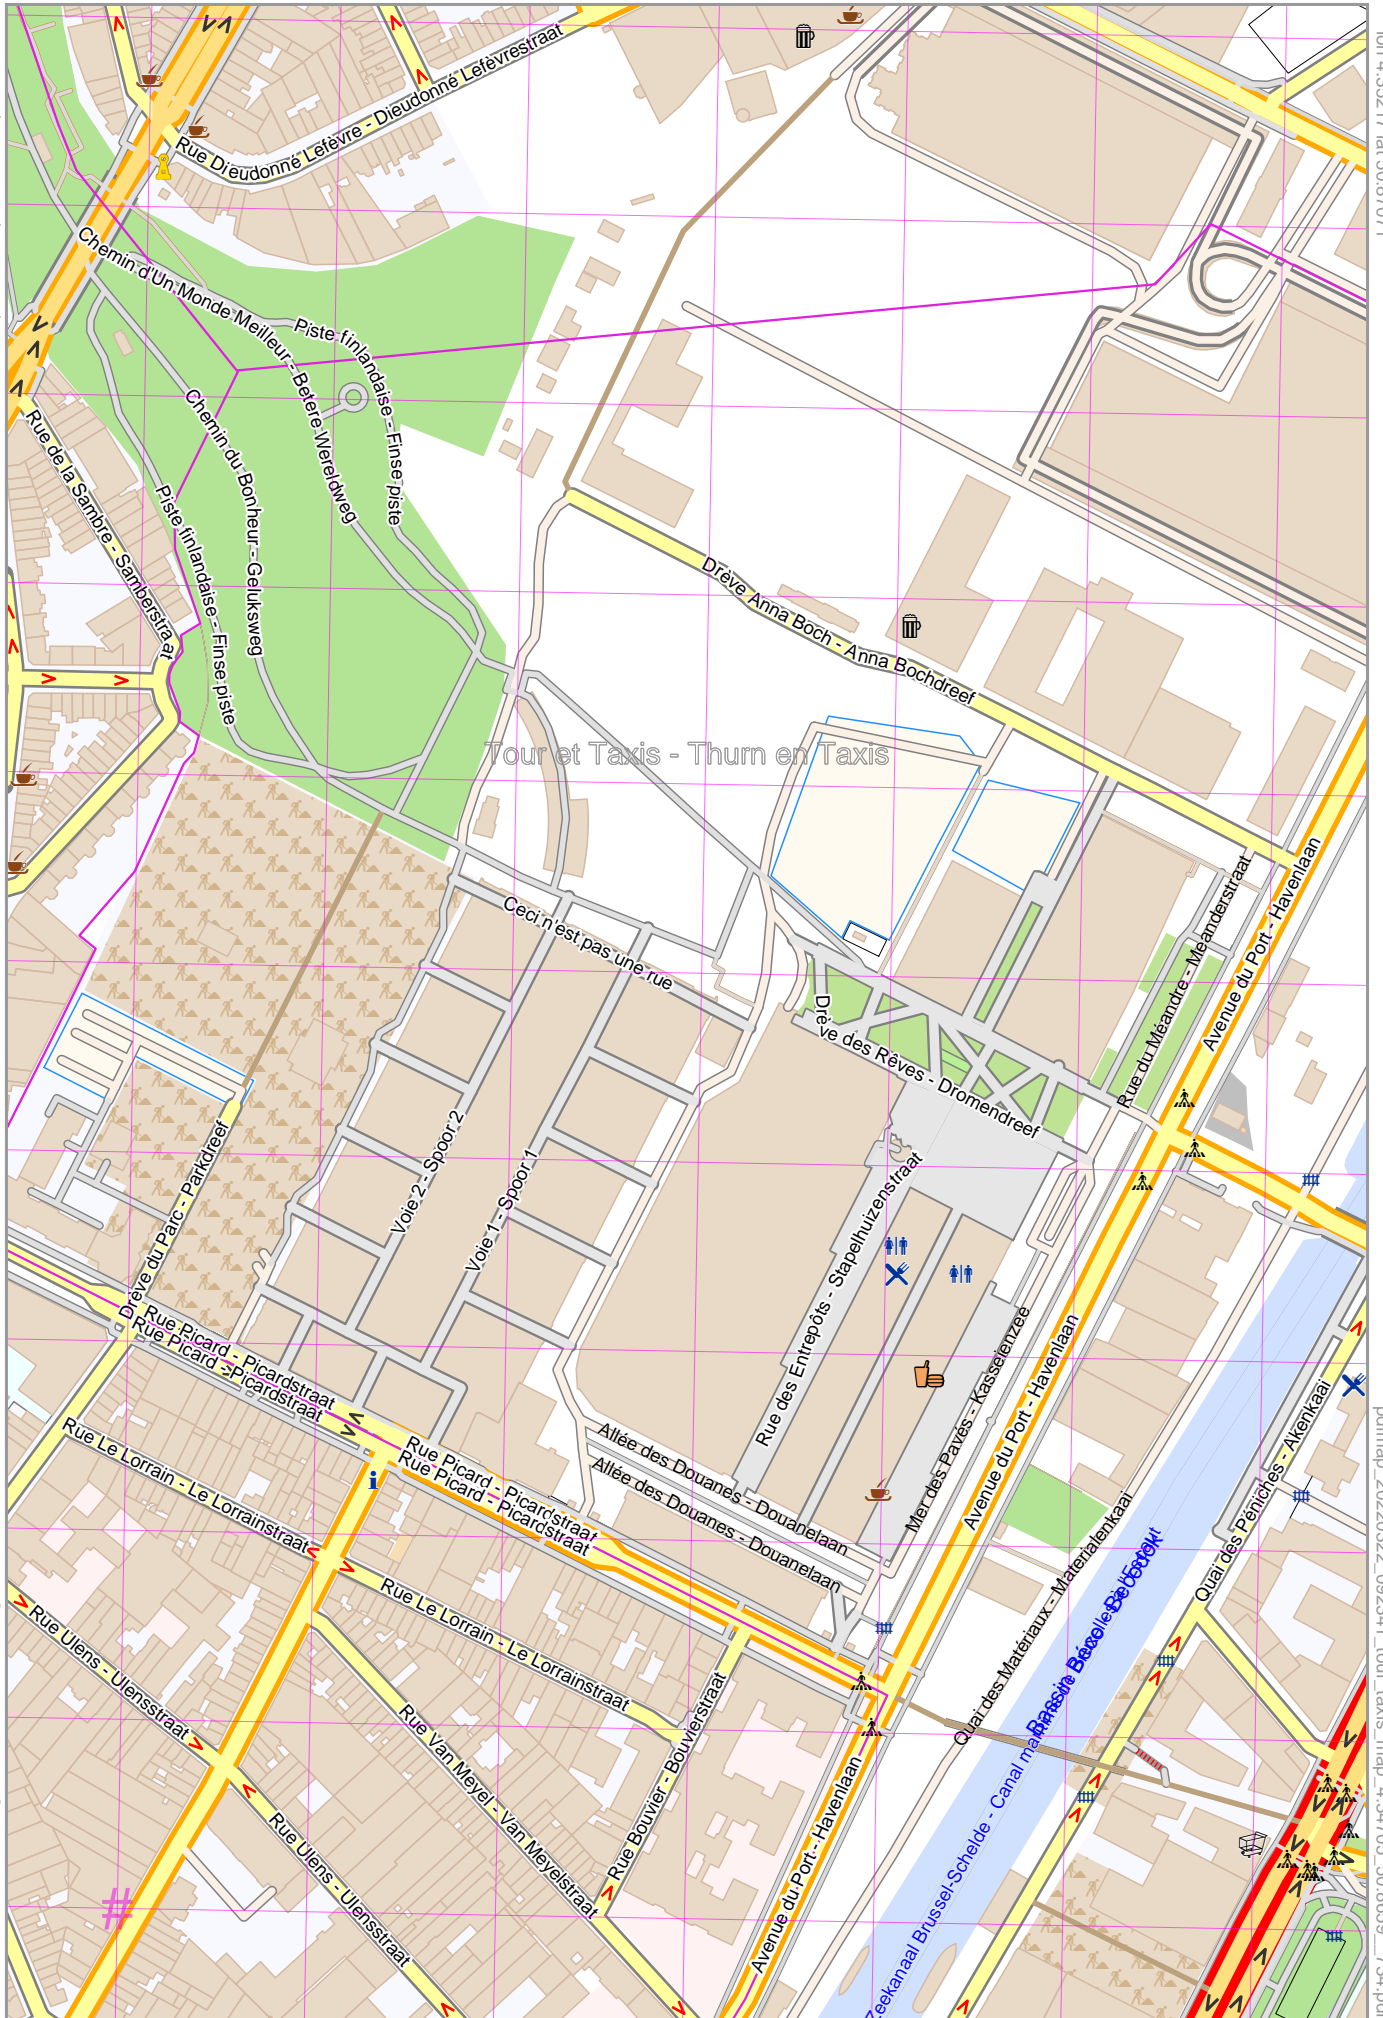 Rue Dieudonné Lefèvre - Dieudonné Lefèvrestraat
Chemin d'Un Monde Meilleur - Betere Wereldweg
Piste finlandaise - Finse piste
Chemin du Bonheur - Geluksweg
Rue de la Sambre - Samberstraat
Piste finlandaise - Finse piste
Drève Anna Boch - Anna Bochdreef
Tour et Taxis - Thurn en Taxis
Ceci n'est pas une rue
Drève des Rêves - Dromendreef
Rue du Méandre - Meanderstraat
Avenue du Port - Havenlaan
Drève du Parc - Parkdreef
Voie 2 - Spoor 2
Voie 1 - Spoor 1
Rue des Entrepôts - Stapelhuizenstraat
Mer des Pavés - Kasseienzee
Avenue du Port - Havenlaan
Rue Picard - Picardstraat
Rue Picard - Picardstraat
Rue Picard - Picardstraat
Rue Picard - Picardstraat
Allée des Douanes - Douanelaan
Allée des Douanes - Douanelaan
Rue Le Lorrain - Le Lorrainstraat
Rue Le Lorrain - Le Lorrainstraat
Quai des Péniches - Akenkaai
Quai des Matériaux - Materialenkaai
Bassin Béco - Becodok
Zeekanaal Brussel-Schelde - Canal maritime de Bruxelles à l'Escaut
Rue Ulens - Ulensstraat
Rue Ulens - Ulensstraat
Rue Van Meyel - Van Meyelstraat
Rue Bouvier - Bouvierstraat
Avenue du Port - Havenlaan
i
#